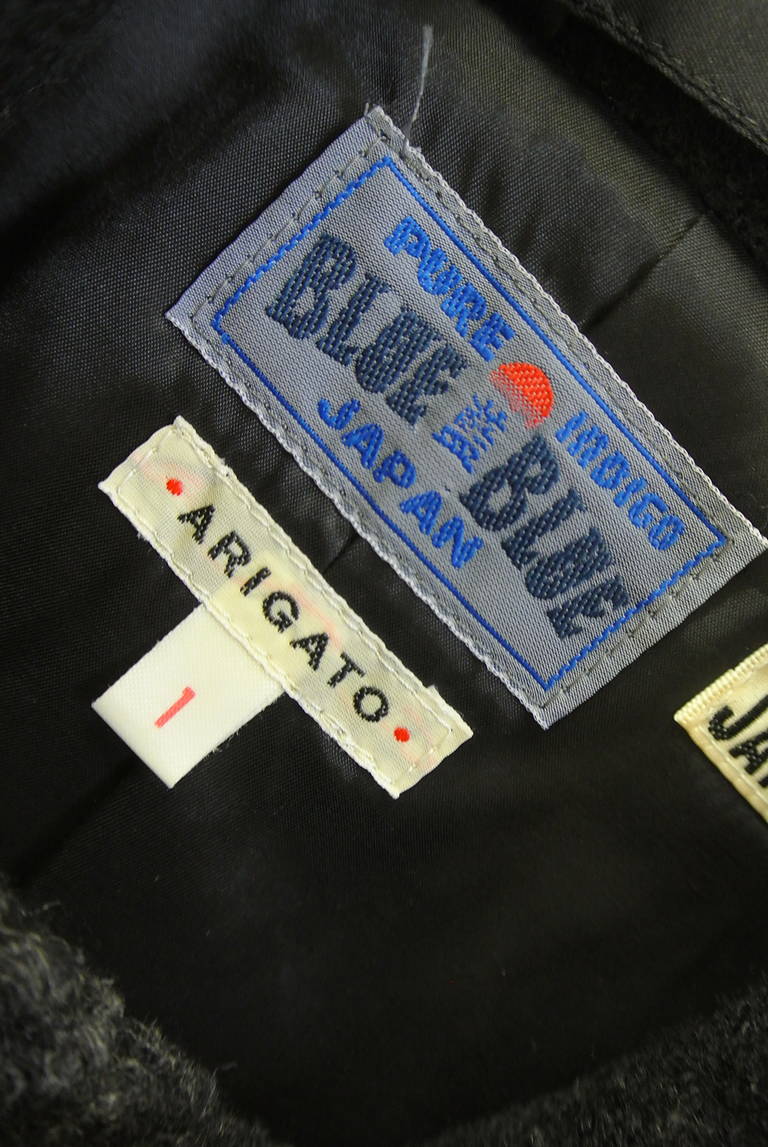 PURE INDIGO
BLUE BLUE
JAPAN
•ARIGATO•
1